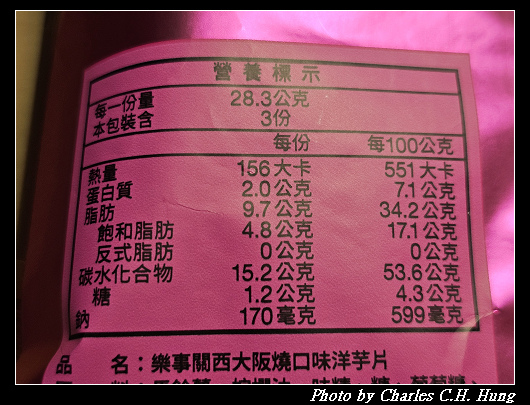 營養標示
每一份量 28.3公克
本包裝含 3份
每份 每100公克
熱量 156大卡 551大卡
蛋白質 2.0公克 7.1公克
脂肪 9.7公克 34.2公克
飽和脂肪 4.8公克 17.1公克
反式脂肪 0公克 0公克
碳水化合物 15.2公克 53.6公克
糖 1.2公克 4.3公克
鈉 170毫克 599毫克
品 名：樂事關西大阪燒口味洋芋片
Photo by Charles C.H. Hung